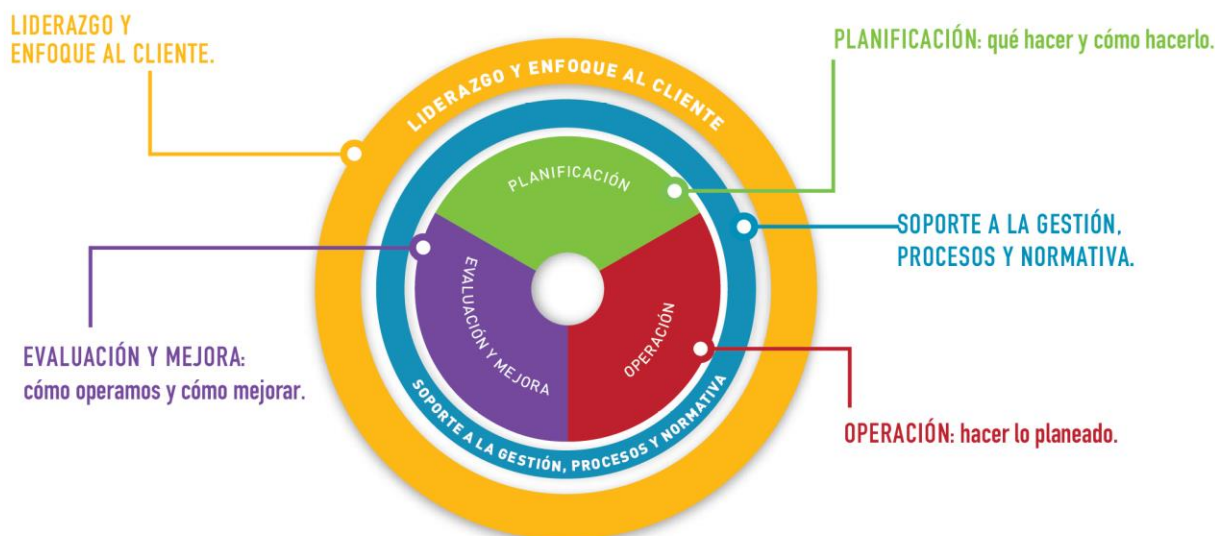 LIDERAZGO Y
ENFOQUE AL CLIENTE.
PLANIFICACIÓN: qué hacer y cómo hacerlo.
LIDERAZGO Y ENFOQUE AL CLIENTE
PLANIFICACIÓN
SOPORTE A LA GESTIÓN,
PROCESOS Y NORMATIVA.
EVALUACIÓN Y MEJORA
OPERACIÓN
EVALUACIÓN Y MEJORA:
cómo operamos y cómo mejorar.
SOPORTE A LA GESTIÓN, PROCESOS Y NORMATIVA
OPERACIÓN: hacer lo planeado.